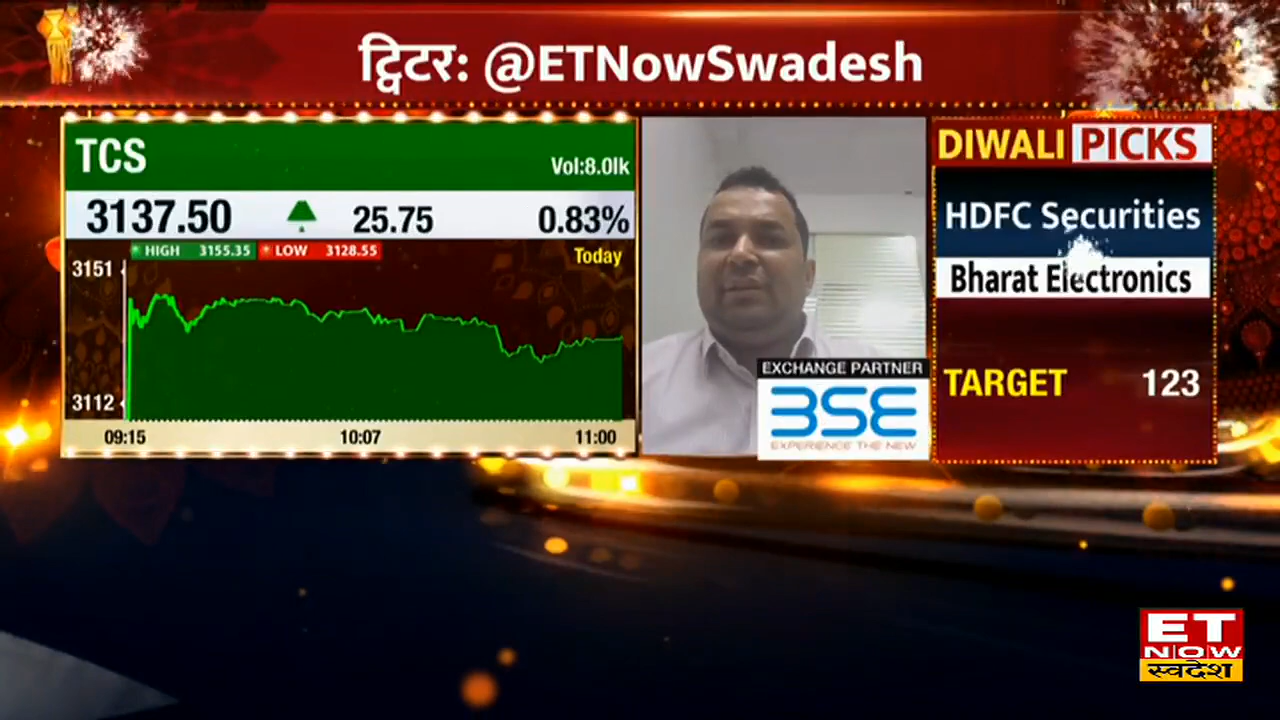 ट्विटर: @ETNowSwadesh
TCS
Vol:8.0lk
3137.50 25.75 0.83%
HIGH 3155.35 LOW 3128.55
Today
3151
3112
09:15 10:07 11:00
EXCHANGE PARTNER
BSE
EXPERIENCE THE NEW
DIWALI PICKS
HDFC Securities
Bharat Electronics
TARGET 123
ET
NOW
स्वदेश